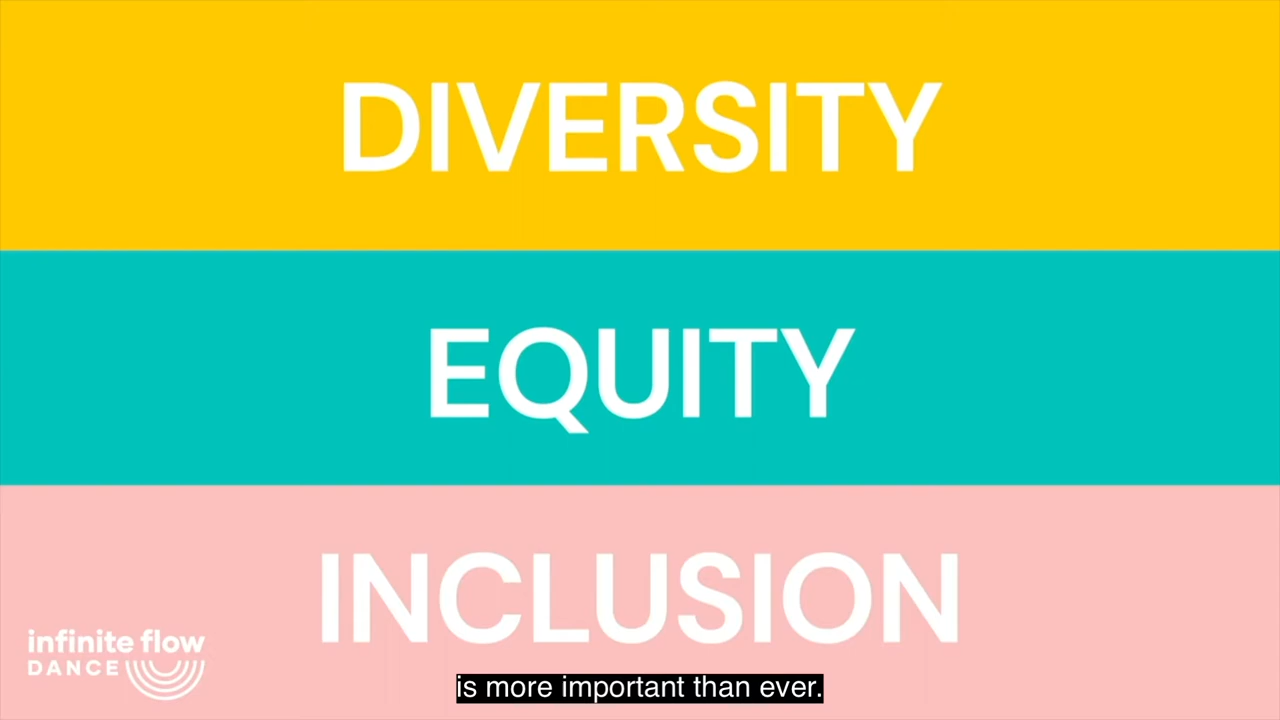 DIVERSITY
EQUITY
INCLUSION
infinite flow
DANCE
is more important than ever.